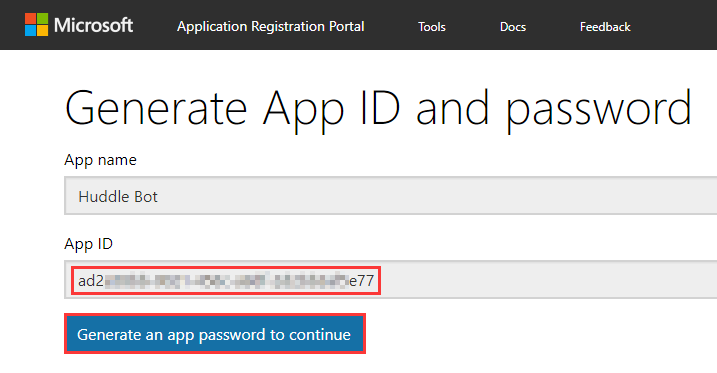 Microsoft Application Registration Portal Tools Docs Feedback
Generate App ID and password
App name
Huddle Bot
App ID
ad2 e77
Generate an app password to continue